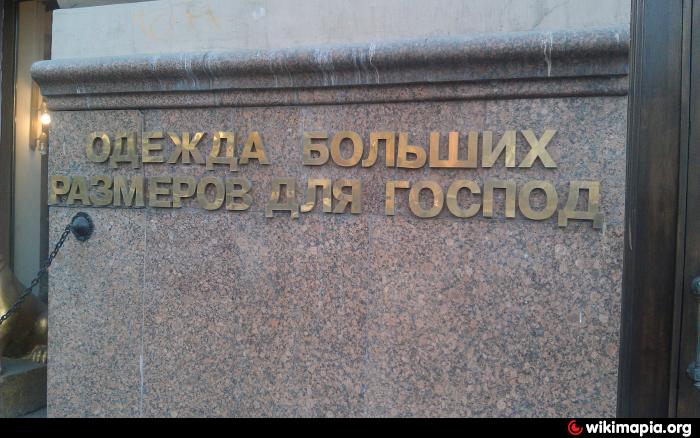 ОДЕЖДА БОЛЬШИХ
РАЗМЕРОВ ДЛЯ ГОСПОД
wikimapia.org